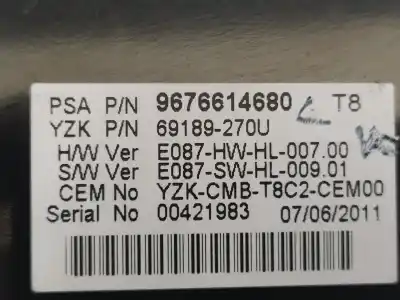 PSA P/N 9676614680 T8
YZK P/N 69189-270U
H/W Ver E087-HW-HL-007.00
S/W Ver E087-SW-HL-009.01
CEM No YZK-CMB-T8C2-CEM00
Serial No 00421983 07/06/2011